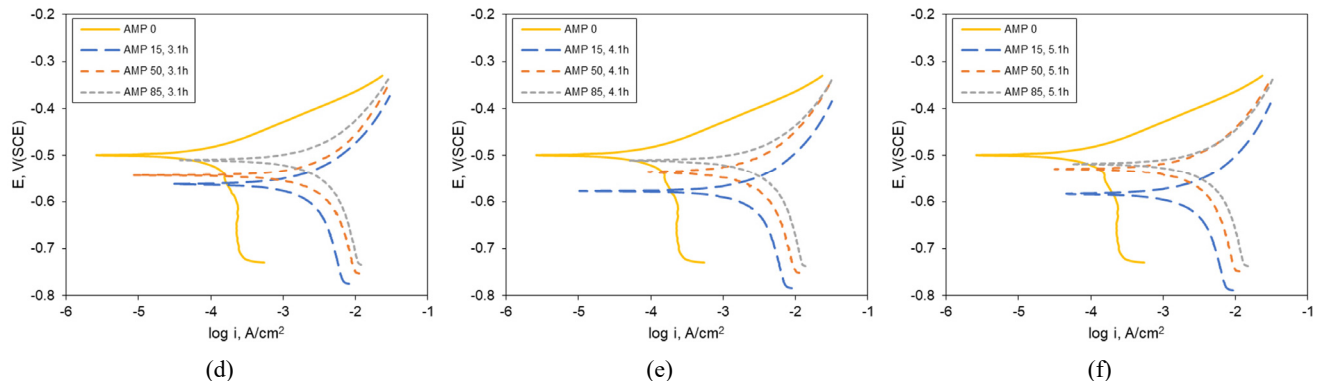 -0.2
AMP 0
AMP 15, 3.1h
AMP 50, 3.1h
AMP 85, 3.1h
-0.3
-0.4
-0.5
-0.6
-0.7
-0.8
E, V(SCE)
-6 -5 -4 -3 -2 -1
log i, A/cm²
(d)
-0.2
AMP 0
AMP 15, 4.1h
AMP 50, 4.1h
AMP 85, 4.1h
-0.3
-0.4
-0.5
-0.6
-0.7
-0.8
E, V(SCE)
-6 -5 -4 -3 -2 -1
log i, A/cm²
(e)
-0.2
AMP 0
AMP 15, 5.1h
AMP 50, 5.1h
AMP 85, 5.1h
-0.3
-0.4
-0.5
-0.6
-0.7
-0.8
E, V(SCE)
-6 -5 -4 -3 -2 -1
log i, A/cm²
(f)